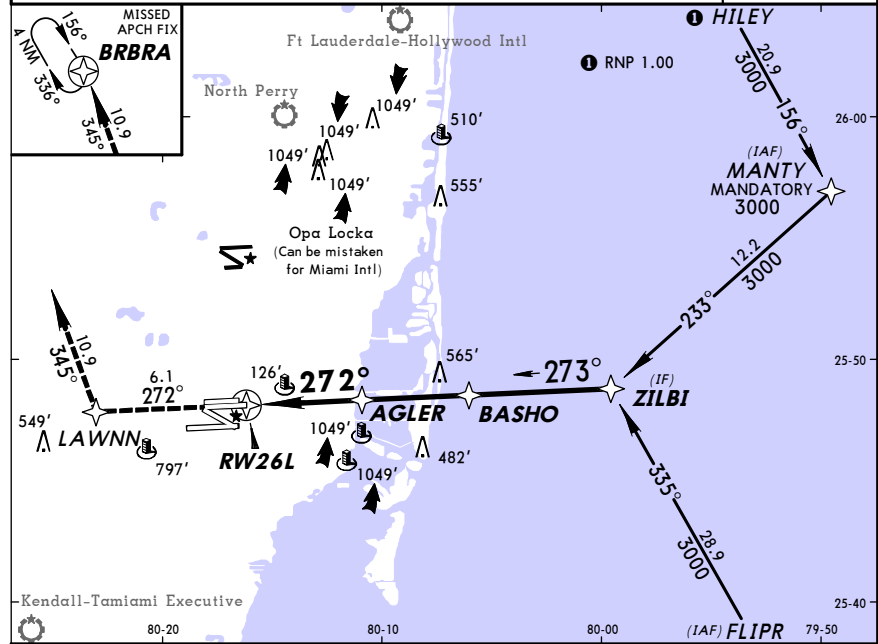 MISSED
APCH FIX
BRBRA
156°
4 NM
336°
10.9
345°
Ft Lauderdale-Hollywood Intl
North Perry
1 HILEY
1 RNP 1.00
20.9
3000
156°
26-00
(IAF)
MANTY
MANDATORY
3000
1049'
1049'
510'
1049'
1049'
555'
Opa Locka
(Can be mistaken
for Miami Intl)
12.2
3000
233°
25-50
10.9
345°
6.1
272°
126'
272°
565'
273°
(IF)
ZILBI
AGLER
BASHO
549'
LAWNN
797'
RW26L
1049'
1049'
482'
335°
28.9
3000
25-40
Kendall-Tamiami Executive
80-20
80-10
80-00
(IAF) FLIPR
79-50